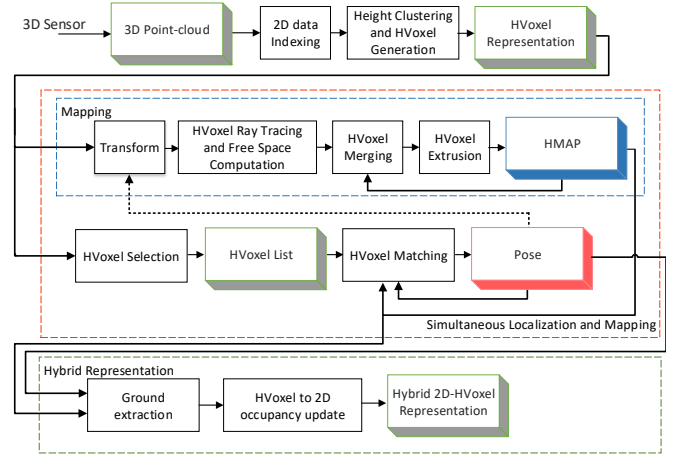 3D Sensor
3D Point-cloud
2D data
Indexing
Height Clustering
and HVoxel
Generation
HVoxel
Representation
Mapping
Transform
HVoxel Ray Tracing
and Free Space
Computation
HVoxel
Merging
HVoxel
Extrusion
HMAP
HVoxel Selection
HVoxel List
HVoxel Matching
Pose
Simultaneous Localization and Mapping
Hybrid Representation
Ground
extraction
HVoxel to 2D
occupancy update
Hybrid 2D-HVoxel
Representation